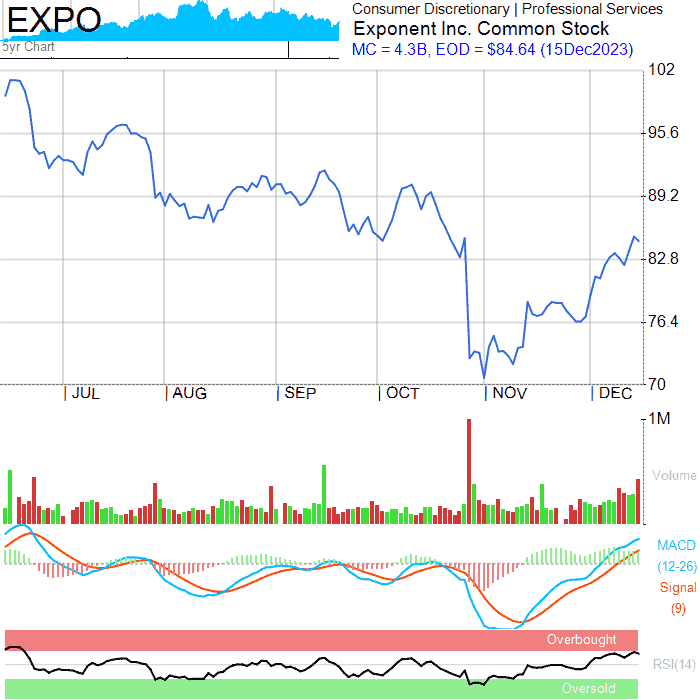 EXPO
5yr Chart
Consumer Discretionary | Professional Services
Exponent Inc. Common Stock
MC = 4.3B, EOD = $84.64 (15Dec2023)
102
95.6
89.2
82.8
76.4
70
| JUL | AUG | SEP | OCT | NOV | DEC
1M
Volume
MACD
(12-26)
Signal
(9)
Overbought
RSI(14)
Oversold